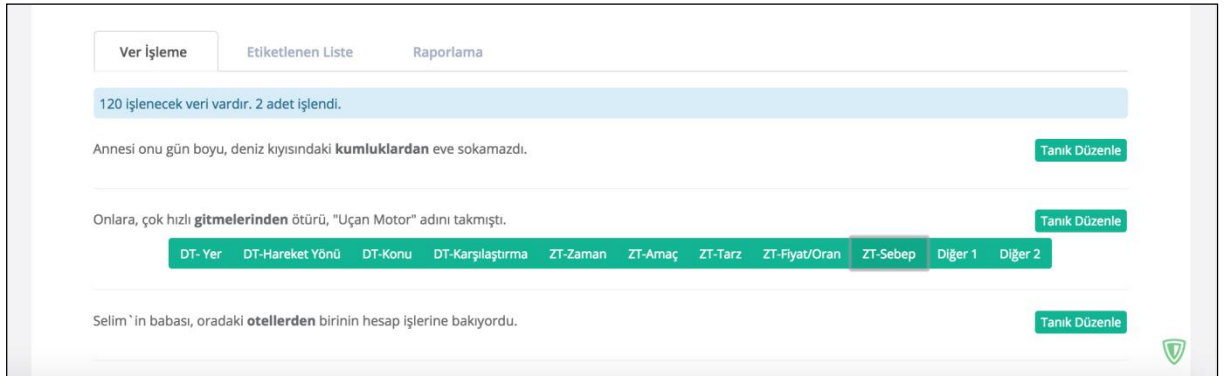 Ver İşleme Etiketlenen Liste Raporlama
120 işlenecek veri vardır. 2 adet işlendi.
Annesi onu gün boyu, deniz kıyısındaki kumluklardan eve sokamazdı. Tanık Düzenle
Onlara, çok hızlı gitmelerinden ötürü, "Uçan Motor" adını takmıştı. Tanık Düzenle
DT- Yer DT-Hareket Yönü DT-Konu DT-Karşılaştırma ZT-Zaman ZT-Amaç ZT-Tarz ZT-Fiyat/Oran ZT-Sebep Diğer 1 Diğer 2
Selim`in babası, oradaki otellerden birinin hesap işlerine bakıyordu. Tanık Düzenle